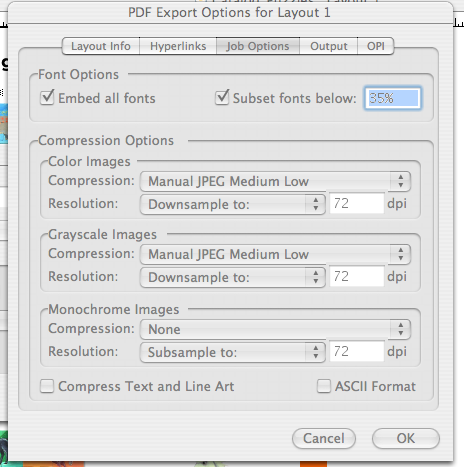 PDF Export Options for Layout 1
Layout Info Hyperlinks Job Options Output OPI
Font Options
Embed all fonts Subset fonts below: 35%
Compression Options
Color Images
Compression: Manual JPEG Medium Low
Resolution: Downsample to: 72 dpi
Grayscale Images
Compression: Manual JPEG Medium Low
Resolution: Downsample to: 72 dpi
Monochrome Images
Compression: None
Resolution: Subsample to: 72 dpi
Compress Text and Line Art ASCII Format
Cancel OK